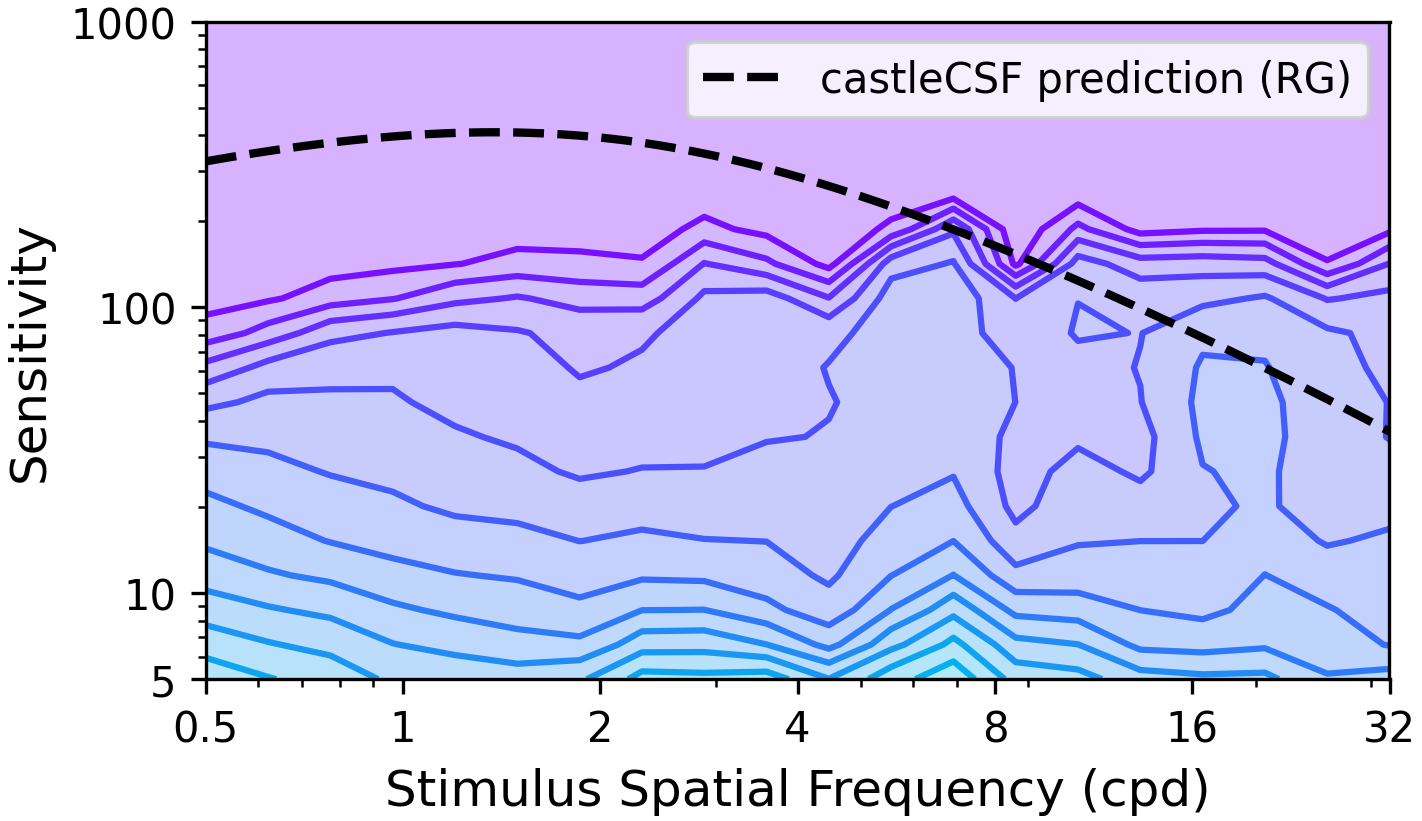 1000
100
10
5
Sensitivity
castleCSF prediction (RG)
0.5 1 2 4 8 16 32
Stimulus Spatial Frequency (cpd)